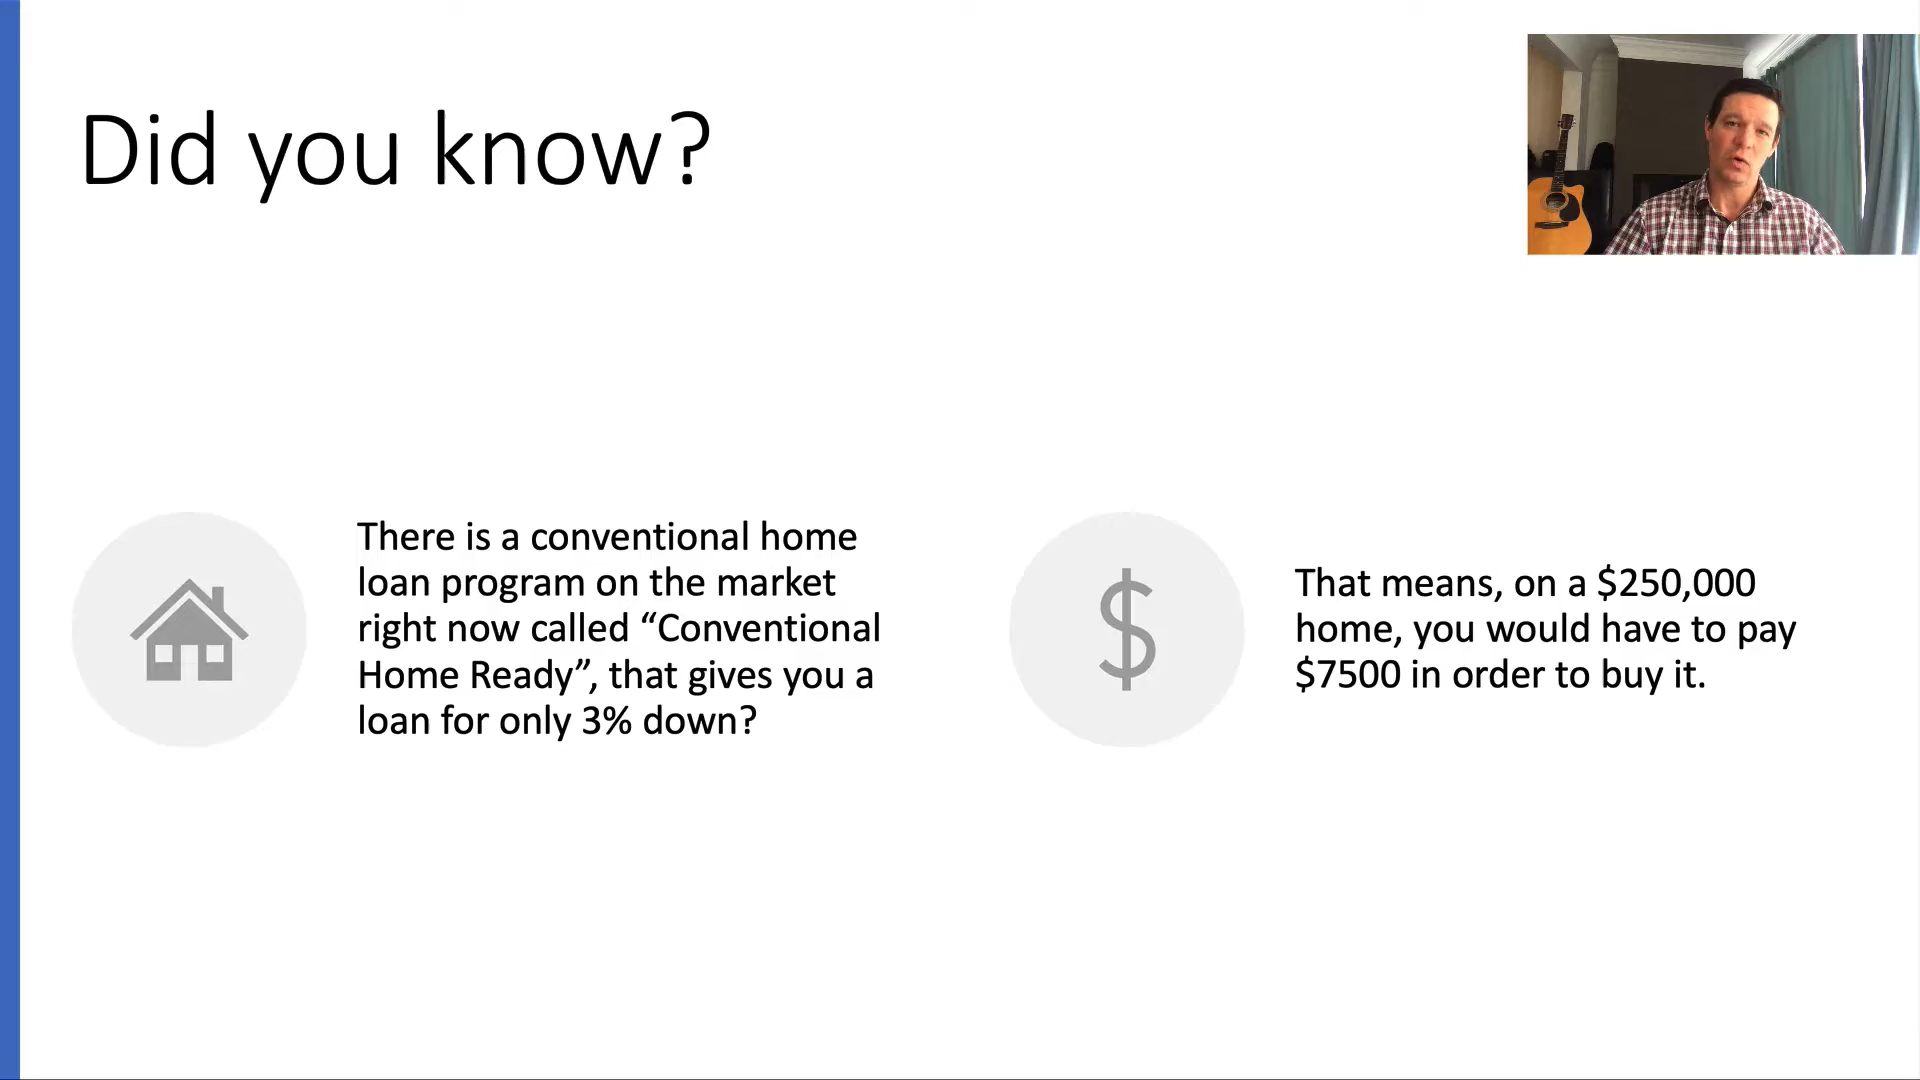 Did you know?
There is a conventional home
loan program on the market
right now called “Conventional
Home Ready”, that gives you a
loan for only 3% down?
$
That means, on a $250,000
home, you would have to pay
$7500 in order to buy it.